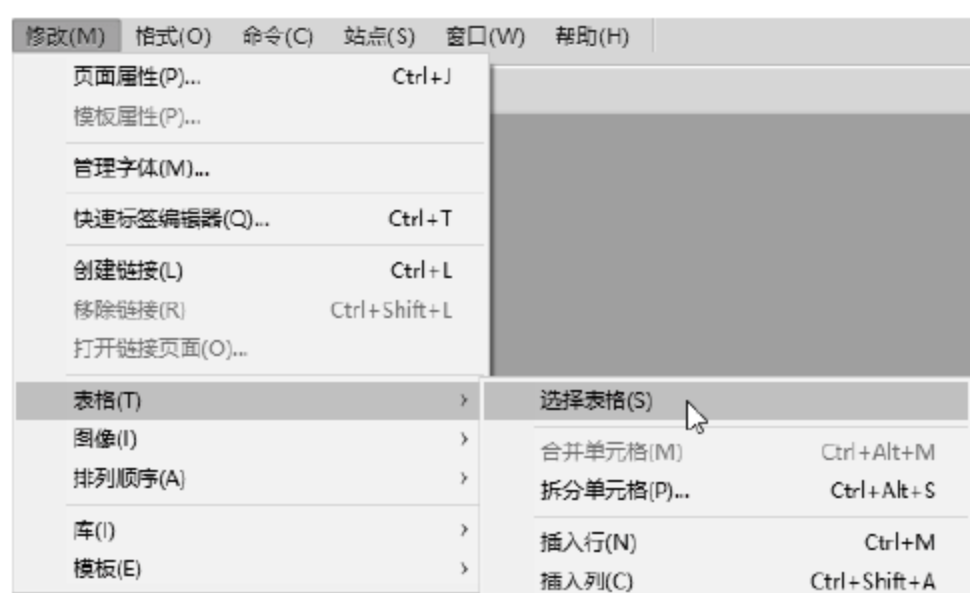 修改(M) 格式(O) 命令(C) 站点(S) 窗口(W) 帮助(H)
页面属性(P)... Ctrl+J
模板属性(P)...
管理字体(M)...
快速标签编辑器(Q)... Ctrl+T
创建链接(L) Ctrl+L
移除链接(R) Ctrl+Shift+L
打开链接页面(O)...
表格(T) > 选择表格(S)
图像(I) >
合并单元格(M) Ctrl+Alt+M
排列顺序(A) >
拆分单元格(P)... Ctrl+Alt+S
库(I) >
插入行(N) Ctrl+M
模板(E) >
插入列(C) Ctrl+Shift+A